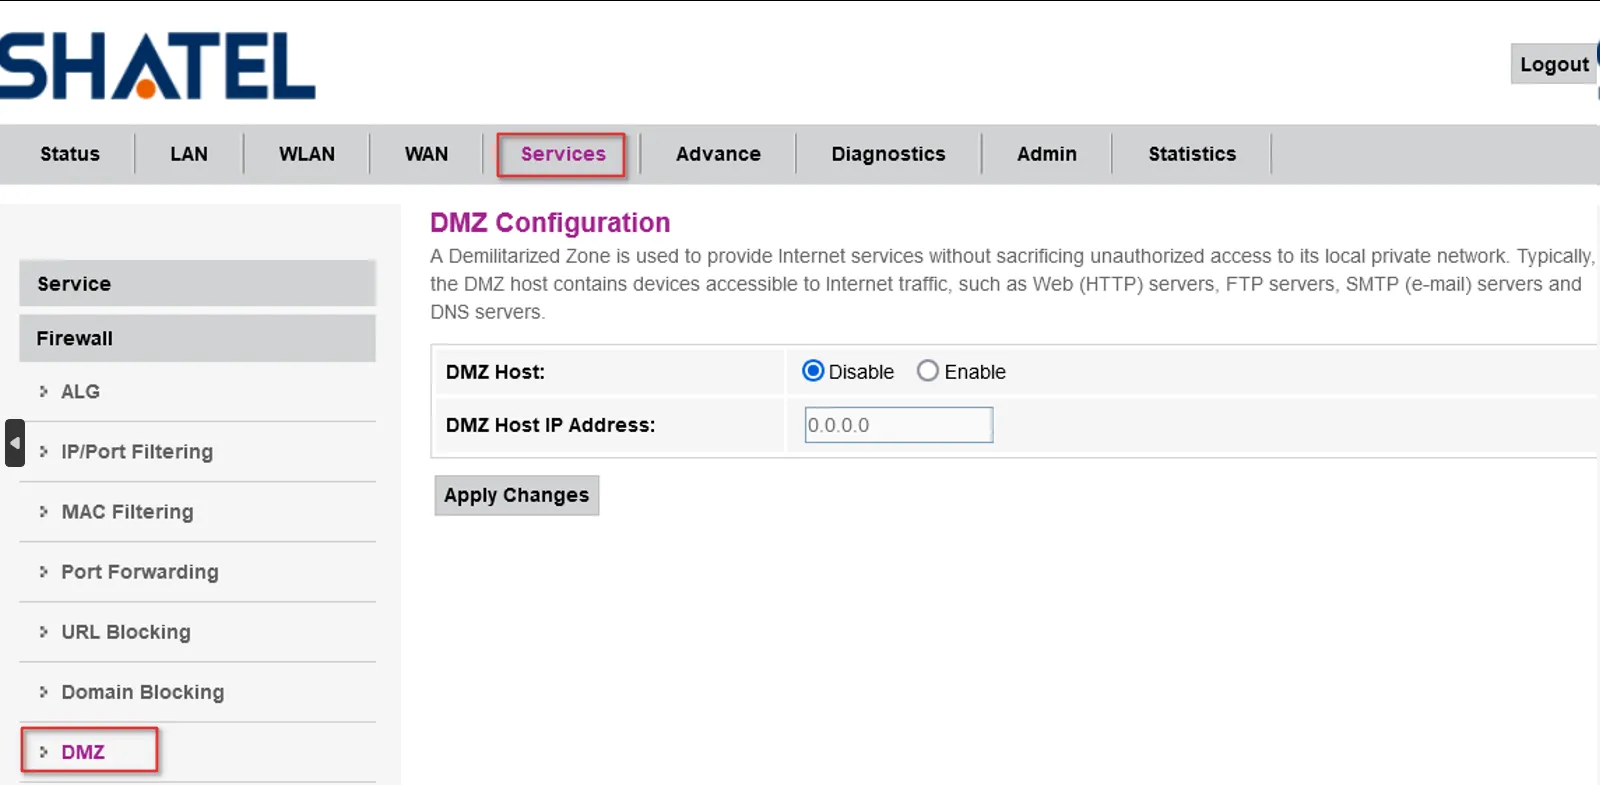 SHATEL
Logout
Status LAN WLAN WAN Services Advance Diagnostics Admin Statistics
Service
Firewall
ALG
IP/Port Filtering
MAC Filtering
Port Forwarding
URL Blocking
Domain Blocking
DMZ
DMZ Configuration
A Demilitarized Zone is used to provide Internet services without sacrificing unauthorized access to its local private network. Typically,
the DMZ host contains devices accessible to Internet traffic, such as Web (HTTP) servers, FTP servers, SMTP (e-mail) servers and
DNS servers.
DMZ Host: Disable Enable
DMZ Host IP Address: 0.0.0.0
Apply Changes